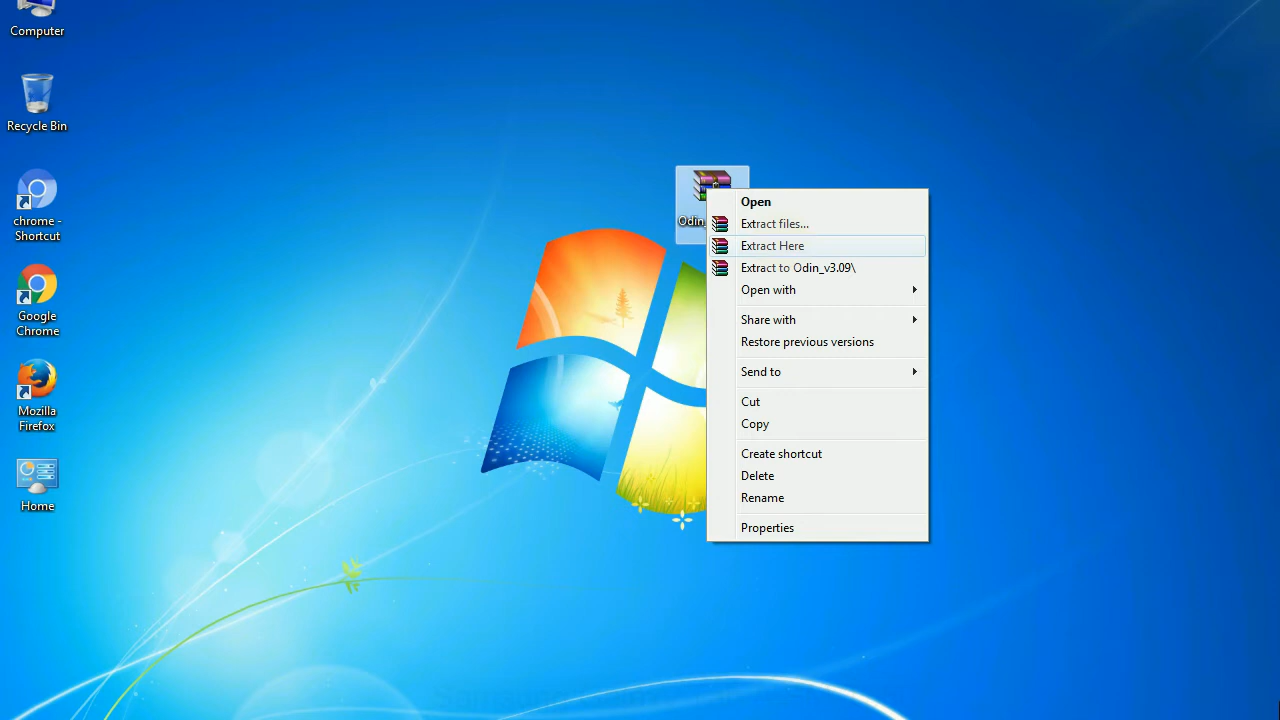 Computer
Recycle Bin
chrome -
Shortcut
Google
Chrome
Mozilla
Firefox
Home
Odin_
Open
Extract files...
Extract Here
Extract to Odin_v3.09\
Open with
Share with
Restore previous versions
Send to
Cut
Copy
Create shortcut
Delete
Rename
Properties